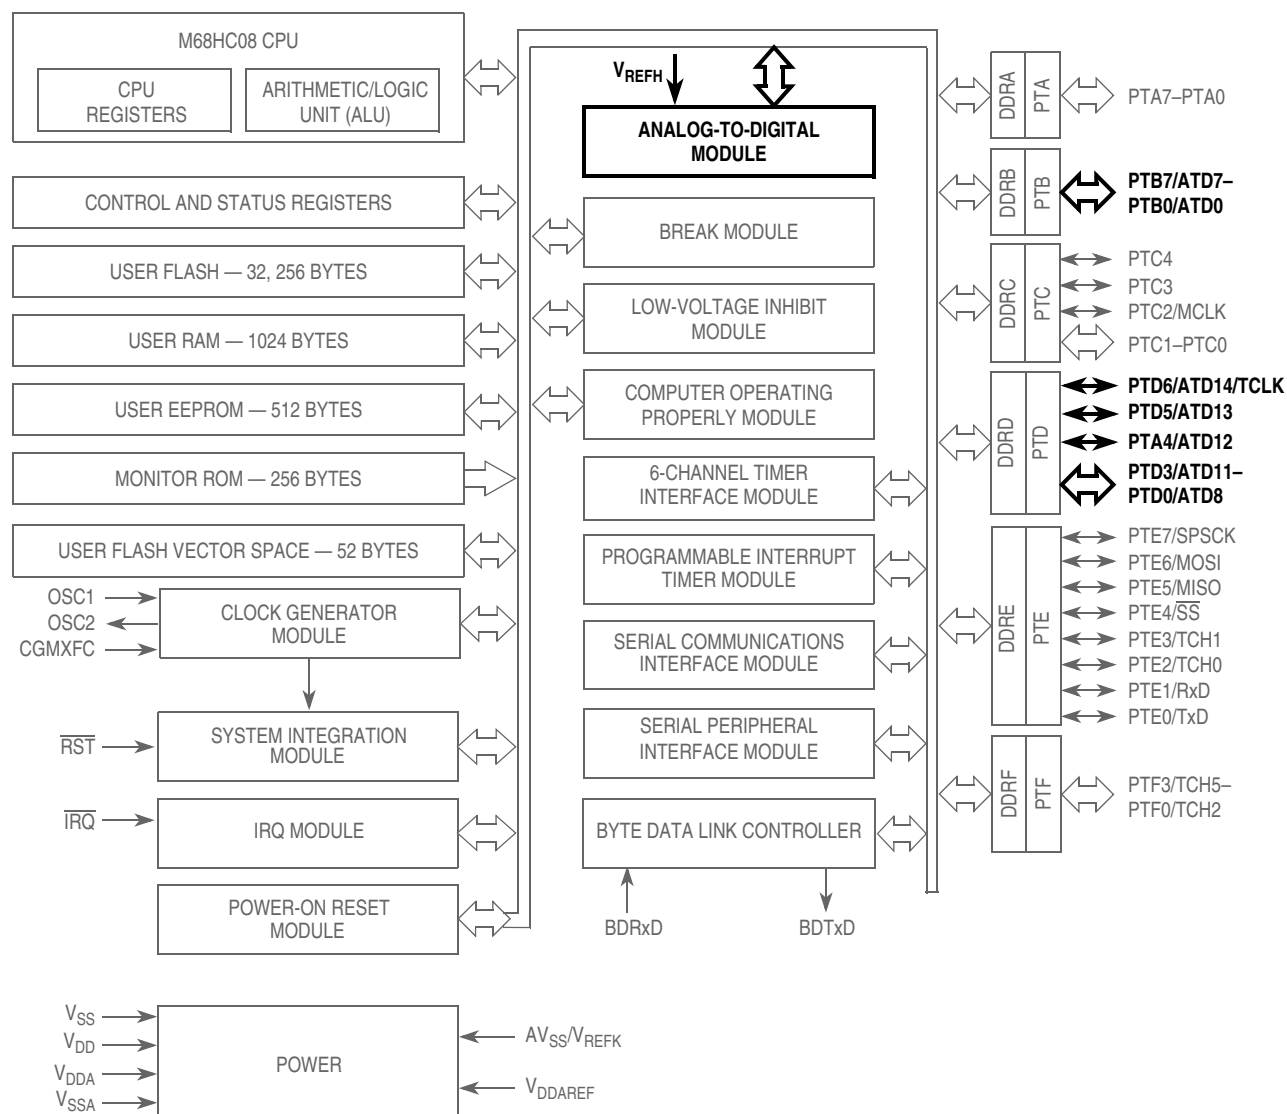 M68HC08 CPU
CPU
REGISTERS
ARITHMETIC/LOGIC
UNIT (ALU)
CONTROL AND STATUS REGISTERS
USER FLASH — 32, 256 BYTES
USER RAM — 1024 BYTES
USER EEPROM — 512 BYTES
MONITOR ROM — 256 BYTES
USER FLASH VECTOR SPACE — 52 BYTES
OSC1
OSC2
CGMXFC
CLOCK GENERATOR
MODULE
RST
SYSTEM INTEGRATION
MODULE
IRQ
IRQ MODULE
POWER-ON RESET
MODULE
VSS
VDD
VDDA
VSSA
POWER
AVSS/VREFK
VDDAREF
VREFH
ANALOG-TO-DIGITAL
MODULE
BREAK MODULE
LOW-VOLTAGE INHIBIT
MODULE
COMPUTER OPERATING
PROPERLY MODULE
6-CHANNEL TIMER
INTERFACE MODULE
PROGRAMMABLE INTERRUPT
TIMER MODULE
SERIAL COMMUNICATIONS
INTERFACE MODULE
SERIAL PERIPHERAL
INTERFACE MODULE
BYTE DATA LINK CONTROLLER
BDRxD
BDTxD
DDRA
PTA
PTA7–PTA0
DDRB
PTB
PTB7/ATD7–
PTB0/ATD0
DDRC
PTC
PTC4
PTC3
PTC2/MCLK
PTC1–PTC0
DDRD
PTD
PTD6/ATD14/TCLK
PTD5/ATD13
PTA4/ATD12
PTD3/ATD11–
PTD0/ATD8
DDRE
PTE
PTE7/SPSCK
PTE6/MOSI
PTE5/MISO
PTE4/SS
PTE3/TCH1
PTE2/TCH0
PTE1/RxD
PTE0/TxD
DDRF
PTF
PTF3/TCH5–
PTF0/TCH2